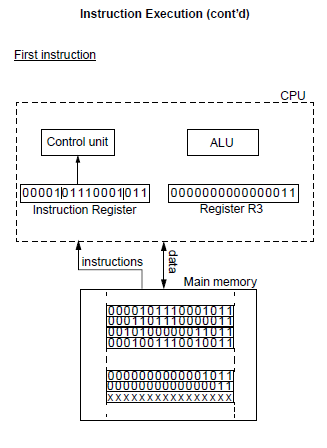 Instruction Execution (cont'd)
First instruction
CPU
Control unit
ALU
00001|01110001|011
0000000000000011
Instruction Register
Register R3
instructions
data
Main memory
0000101110001011
0001101110000011
0010100000011011
0001001110010011
0000000000001011
0000000000000011
XXXXXXXXXXXXXXXX